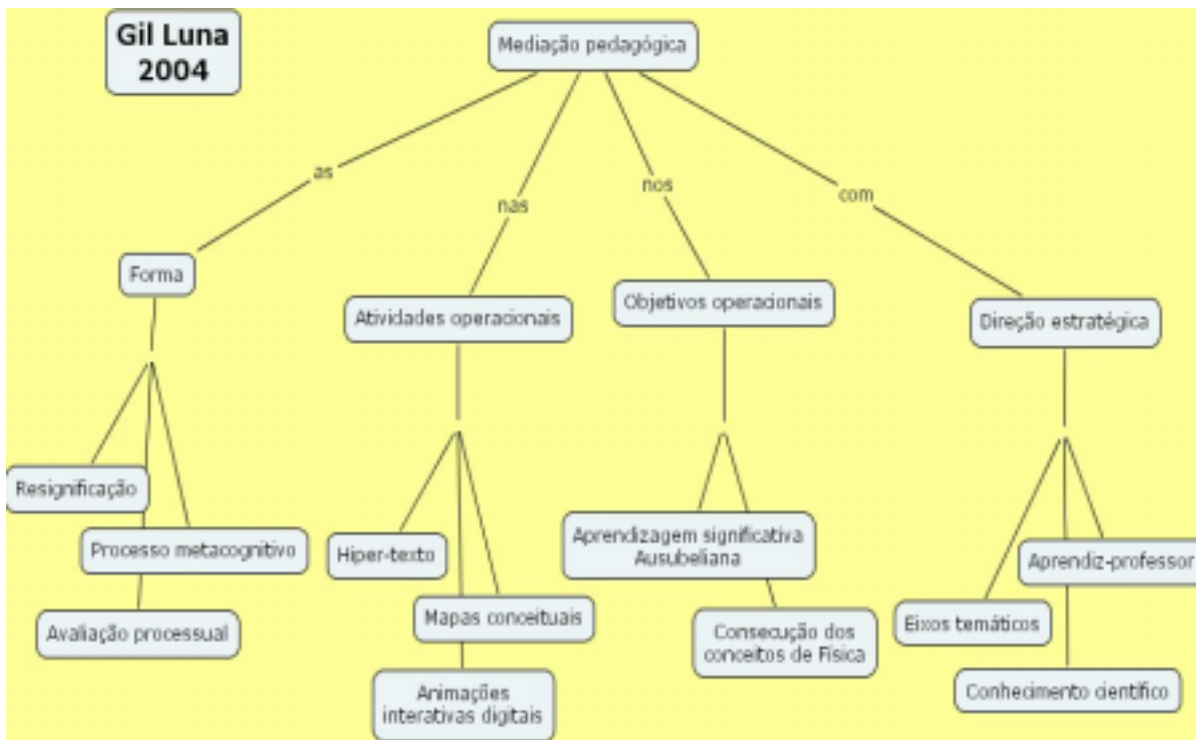 Gil Luna
2004
Mediação pedagógica
as
nas
nos
com
Forma
Atividades operacionais
Objetivos operacionais
Direção estratégica
Resignificação
Processo metacognitivo
Avaliação processual
Hiper-texto
Mapas conceituais
Animações
interativas digitais
Aprendizagem significativa
Ausubeliana
Consecução dos
conceitos de Física
Aprendiz-professor
Eixos temáticos
Conhecimento científico